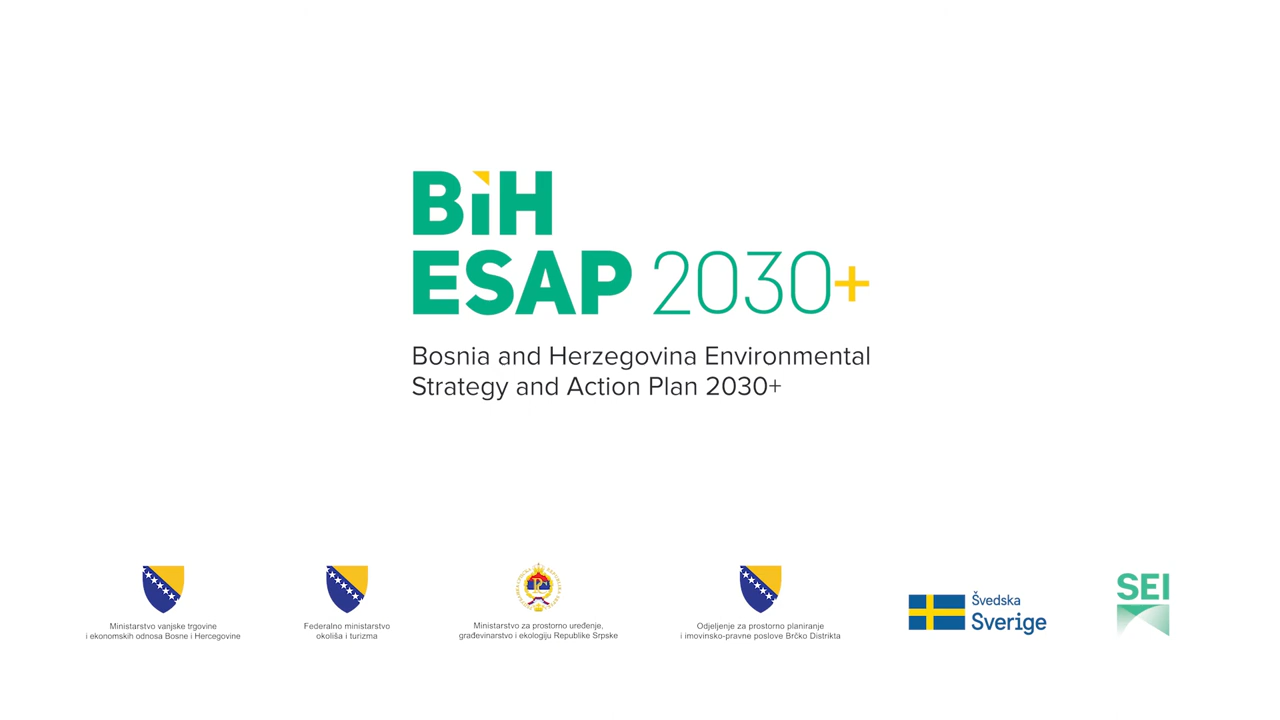 BiH
ESAP 2030+
Bosnia and Herzegovina Environmental
Strategy and Action Plan 2030+
Ministarstvo vanjske trgovine
i ekonomskih odnosa Bosne i Hercegovine
Federalno ministarstvo
okoliša i turizma
Ministarstvo za prostorno uređenje,
građevinarstvo i ekologiju Republike Srpske
Odjeljenje za prostorno planiranje
i imovinsko-pravne poslove Brčko Distrikta
Švedska
Sverige
SEI